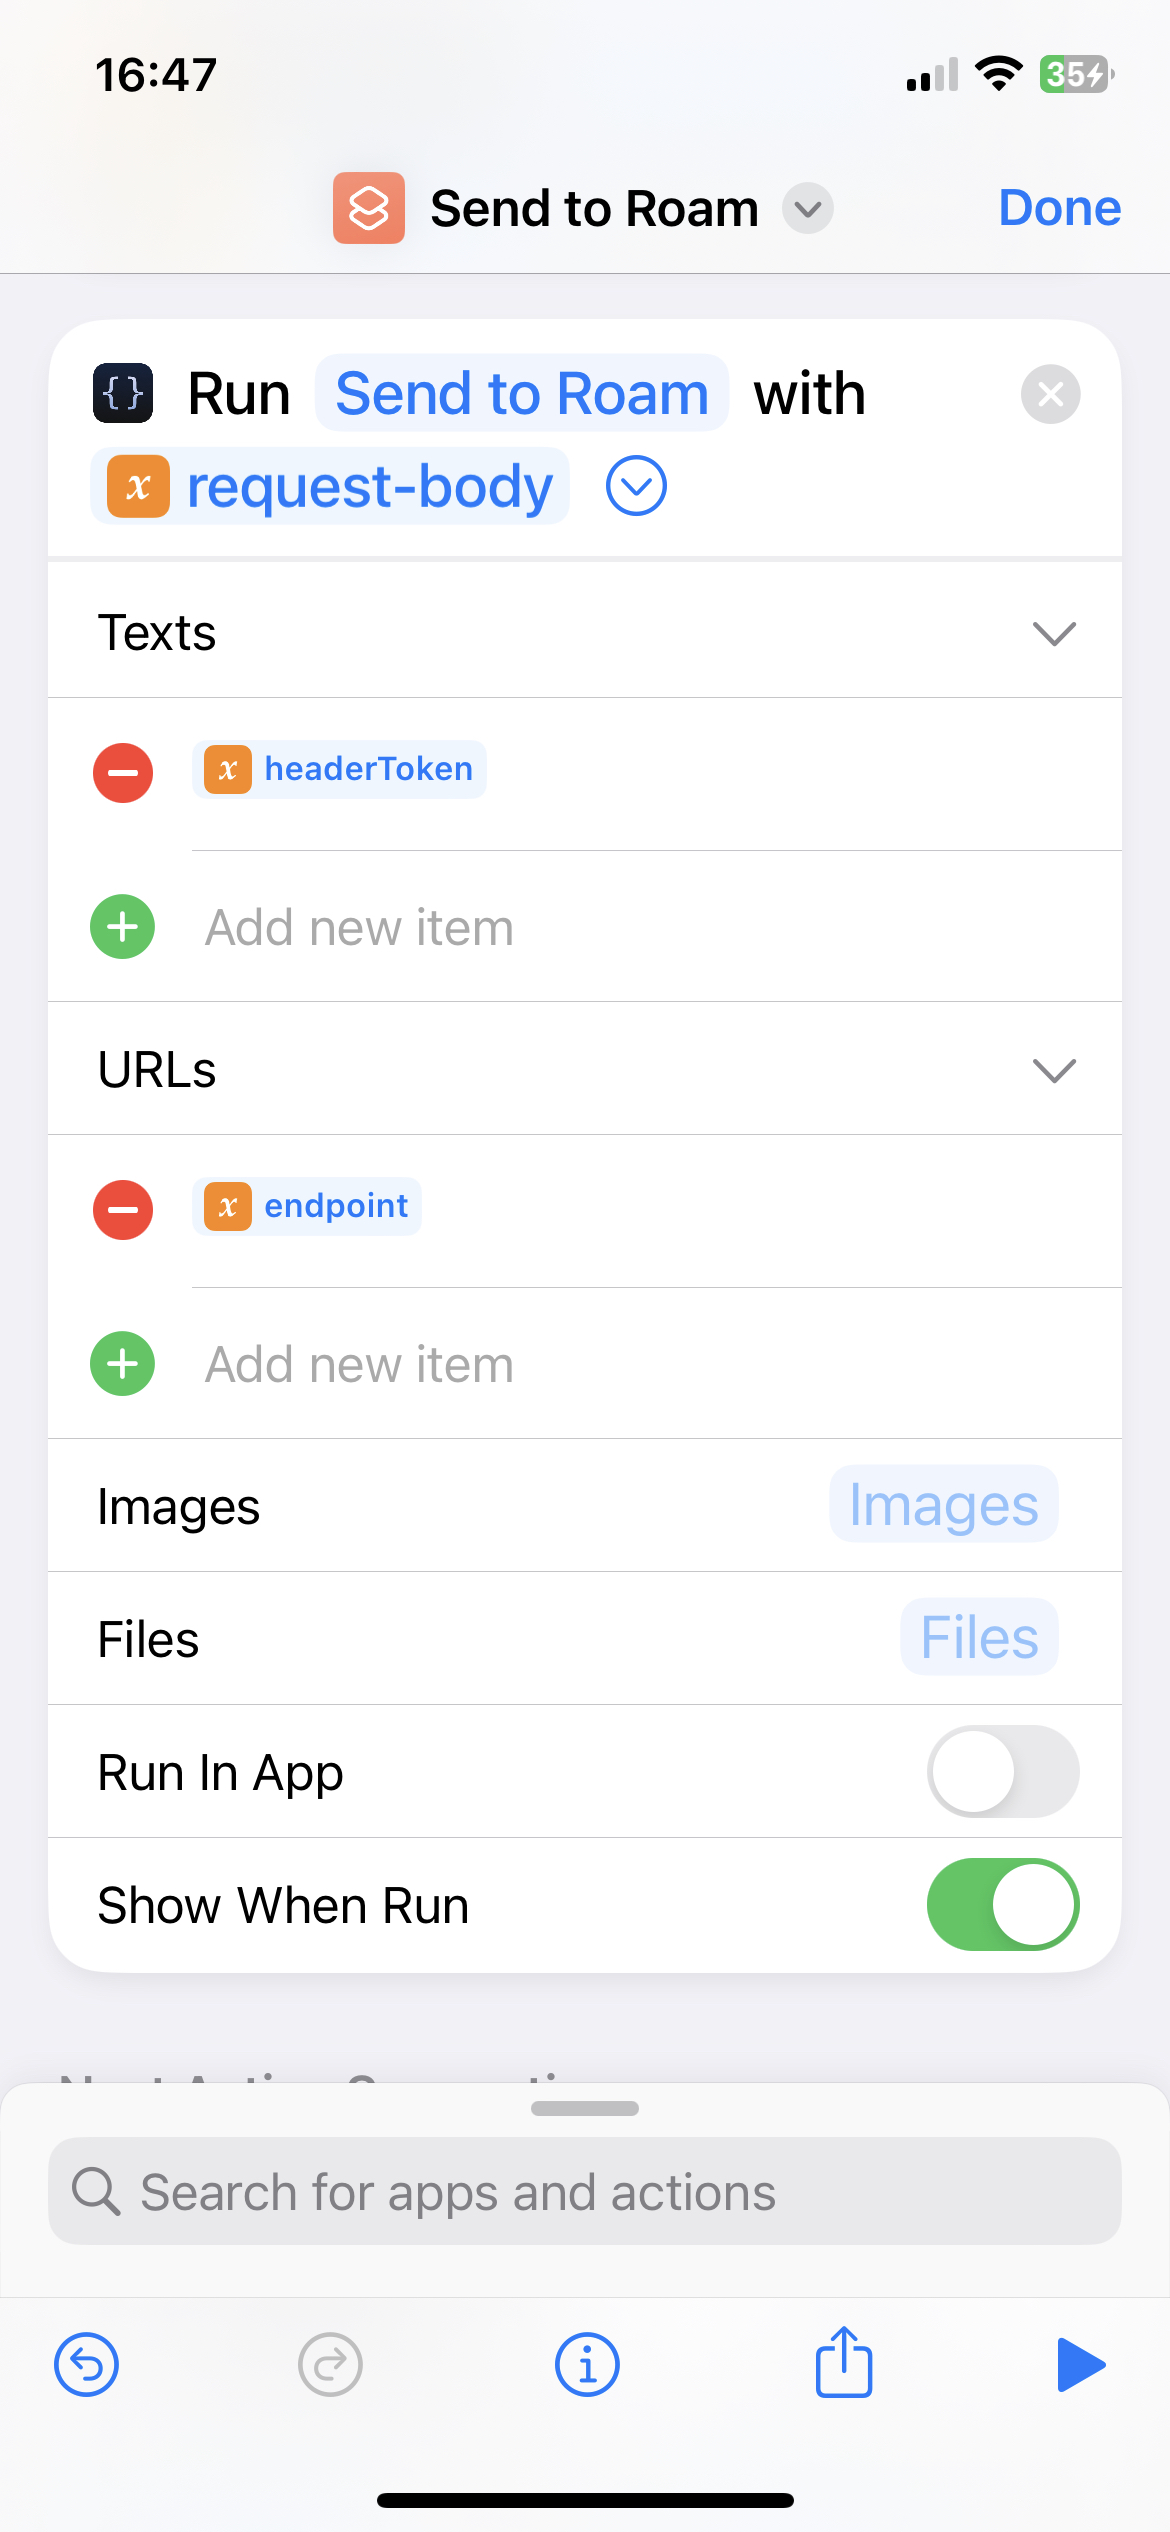 16:47
35
Send to Roam
Done
{}
Run Send to Roam with
x request-body
Texts
x headerToken
Add new item
URLs
x endpoint
Add new item
Images
Images
Files
Files
Run In App
Show When Run
Search for apps and actions